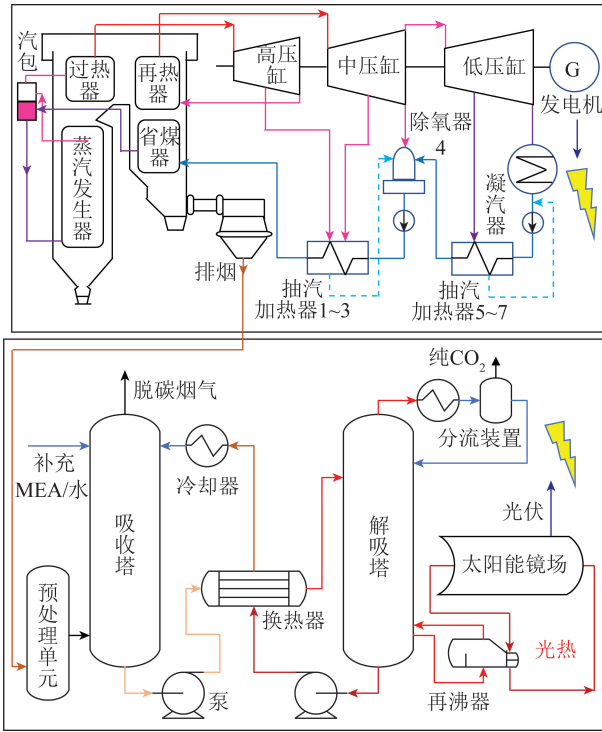 汽包
过热器
再热器
高压缸
中压缸
低压缸
G
发电机
省煤器
蒸汽发生器
除氧器
4
凝汽器
排烟
抽汽
加热器1~3
抽汽
加热器5~7
脱碳烟气
纯CO₂
分流装置
补充
MEA/水
冷却器
吸收塔
解吸塔
光伏
太阳能镜场
换热器
预处理单元
光热
泵
再沸器